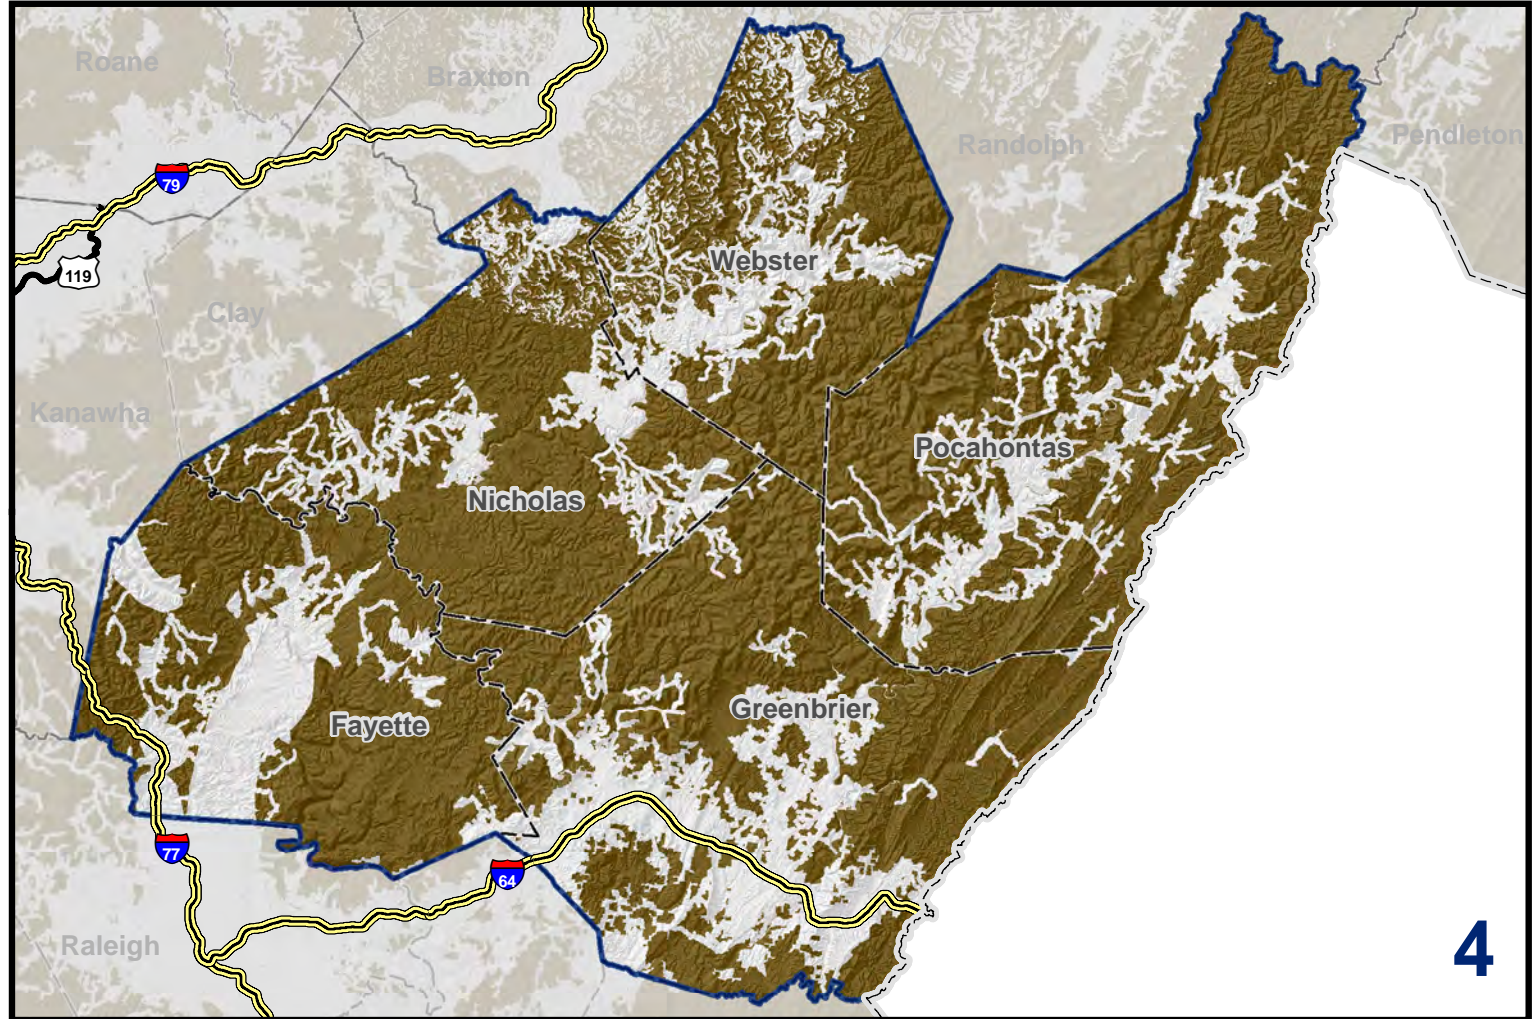 Roane
Braxton
Randolph
Pendleton
79
119
Webster
Clay
Kanawha
Pocahontas
Nicholas
Greenbrier
Fayette
77
64
Raleigh
4